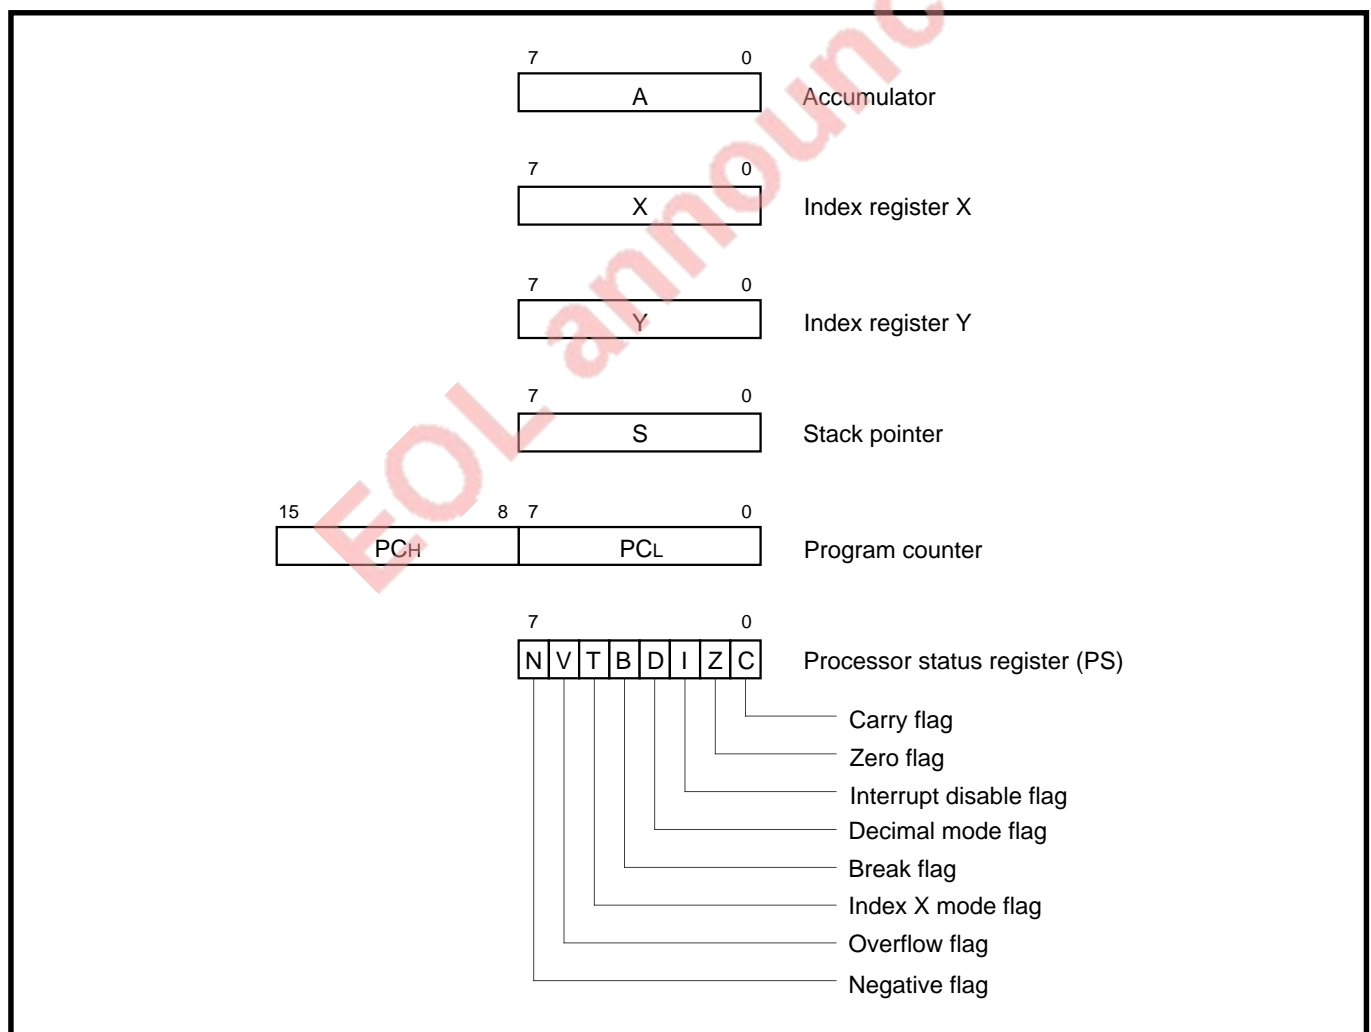 7 0
A Accumulator
7 0
X Index register X
7 0
Y Index register Y
7 0
S Stack pointer
15 8 7 0
PCH PCL Program counter
7 0
N V T B D I Z C Processor status register (PS)
Carry flag
Zero flag
Interrupt disable flag
Decimal mode flag
Break flag
Index X mode flag
Overflow flag
Negative flag
EOL announc